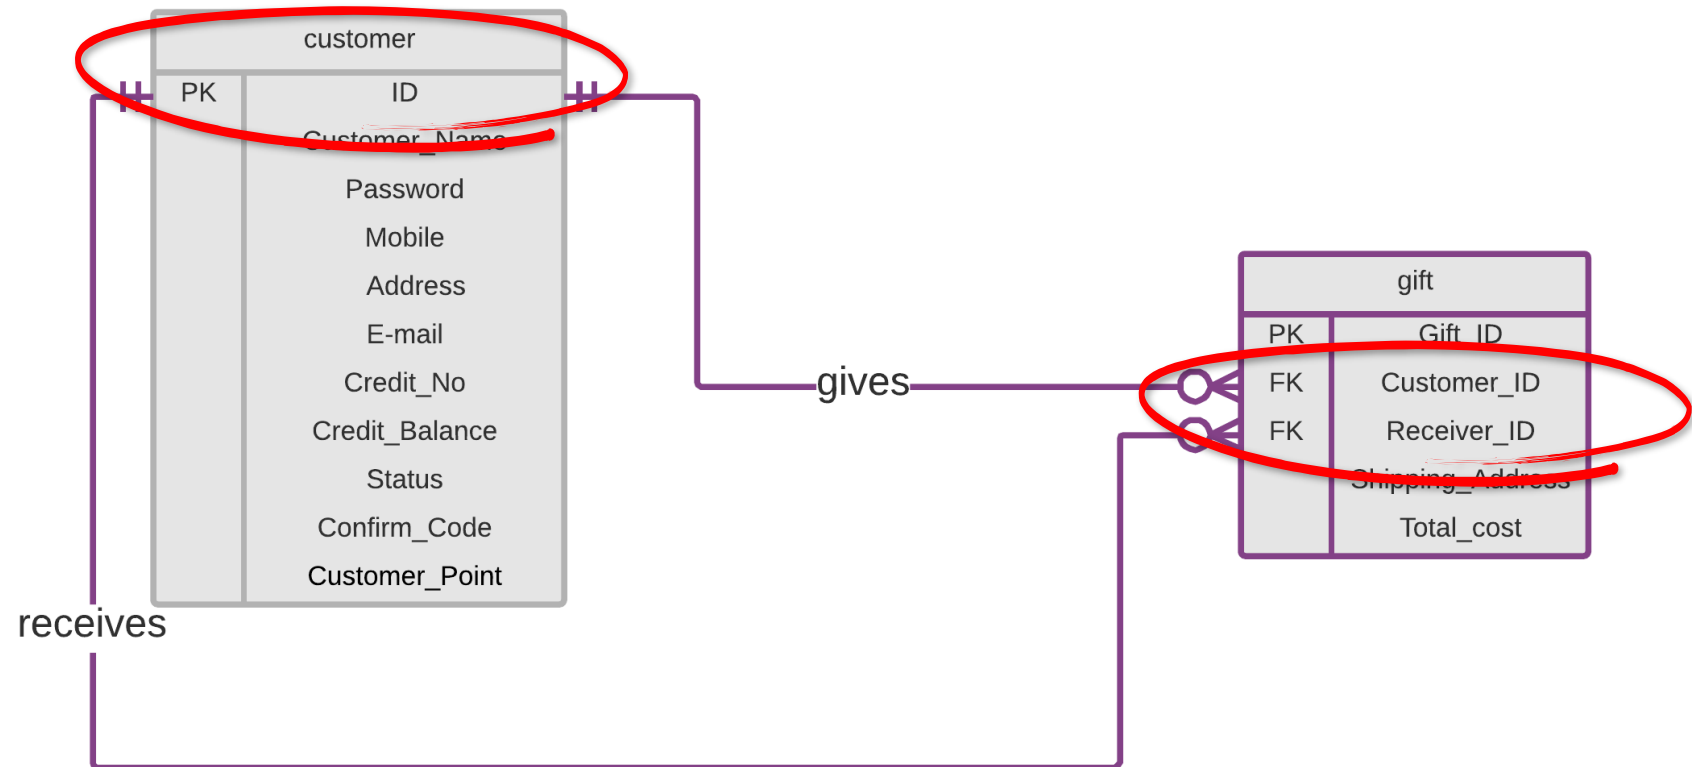 customer
PK ID
Customer_Name
Password
Mobile
Address
E-mail
Credit_No
Credit_Balance
Status
Confirm_Code
Customer_Point
receives
gives
gift
PK Gift_ID
FK Customer_ID
FK Receiver_ID
Shipping_Address
Total_cost